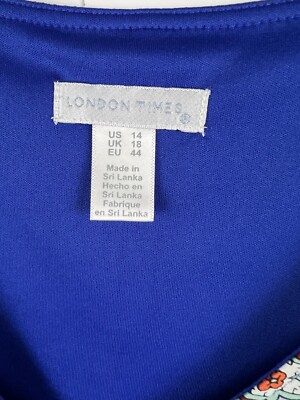 LONDON TIMES
US 14
UK 18
EU 44
Made in
Sri Lanka
Hecho en
Sri Lanka
Fabrique
en Sri Lanka